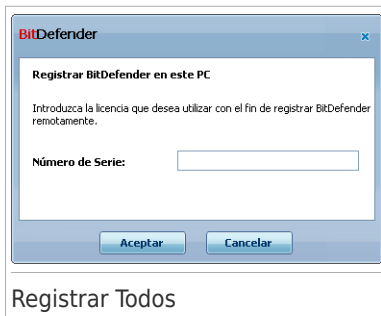 BitDefender
Registrar BitDefender en este PC
Introduzca la licencia que desea utilizar con el fin de registrar BitDefender
remotamente.
Número de Serie:
Aceptar Cancelar
Registrar Todos